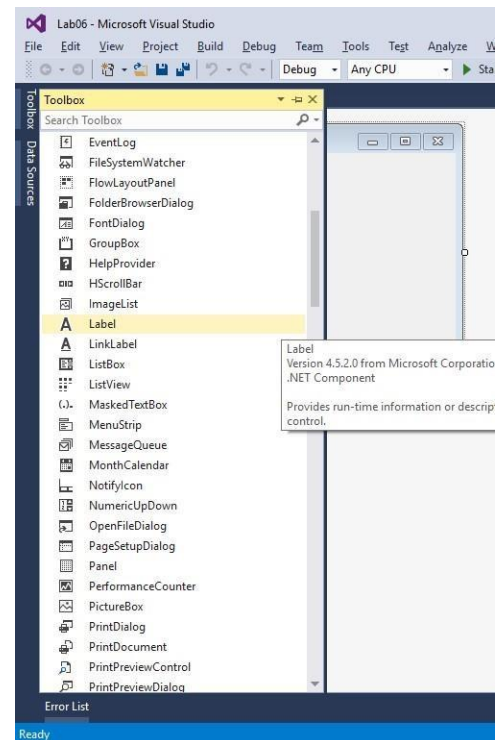 Lab06 - Microsoft Visual Studio
File Edit View Project Build Debug Team Tools Test Analyze W
Debug Any CPU Sta
Toolbox
Data Sources
Toolbox
Search Toolbox
EventLog
FileSystemWatcher
FlowLayoutPanel
FolderBrowserDialog
FontDialog
GroupBox
HelpProvider
HScrollBar
ImageList
Label
LinkLabel
ListBox
ListView
MaskedTextBox
MenuStrip
MessageQueue
MonthCalendar
NotifyIcon
NumericUpDown
OpenFileDialog
PageSetupDialog
Panel
PerformanceCounter
PictureBox
PrintDialog
PrintDocument
PrintPreviewControl
PrintPreviewDialog
Label
Version 4.5.2.0 from Microsoft Corporatio
.NET Component
Provides run-time information or descrip
control.
Error List
Ready